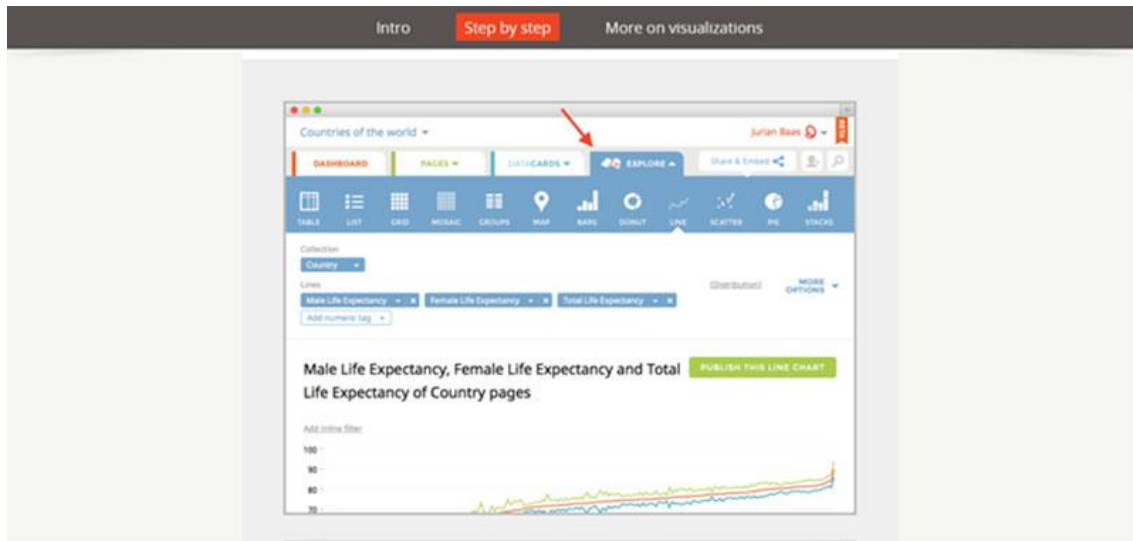 Intro Step by step More on visualizations
Countries of the world
Jurian Baas
BETA
DASHBOARD PAGES DATACARDS EXPLORE Share & Embed
TABLE LIST GRID MOSAIC GROUPS MAP BARS DONUT LINE SCATTER PIE STACKS
Collection
Country
Lines
(Distribution) MORE OPTIONS
Male Life Expectancy Female Life Expectancy Total Life Expectancy
Add numeric tag
Male Life Expectancy, Female Life Expectancy and Total
Life Expectancy of Country pages
PUBLISH THIS LINE CHART
Add inline filter
100
90
80
70